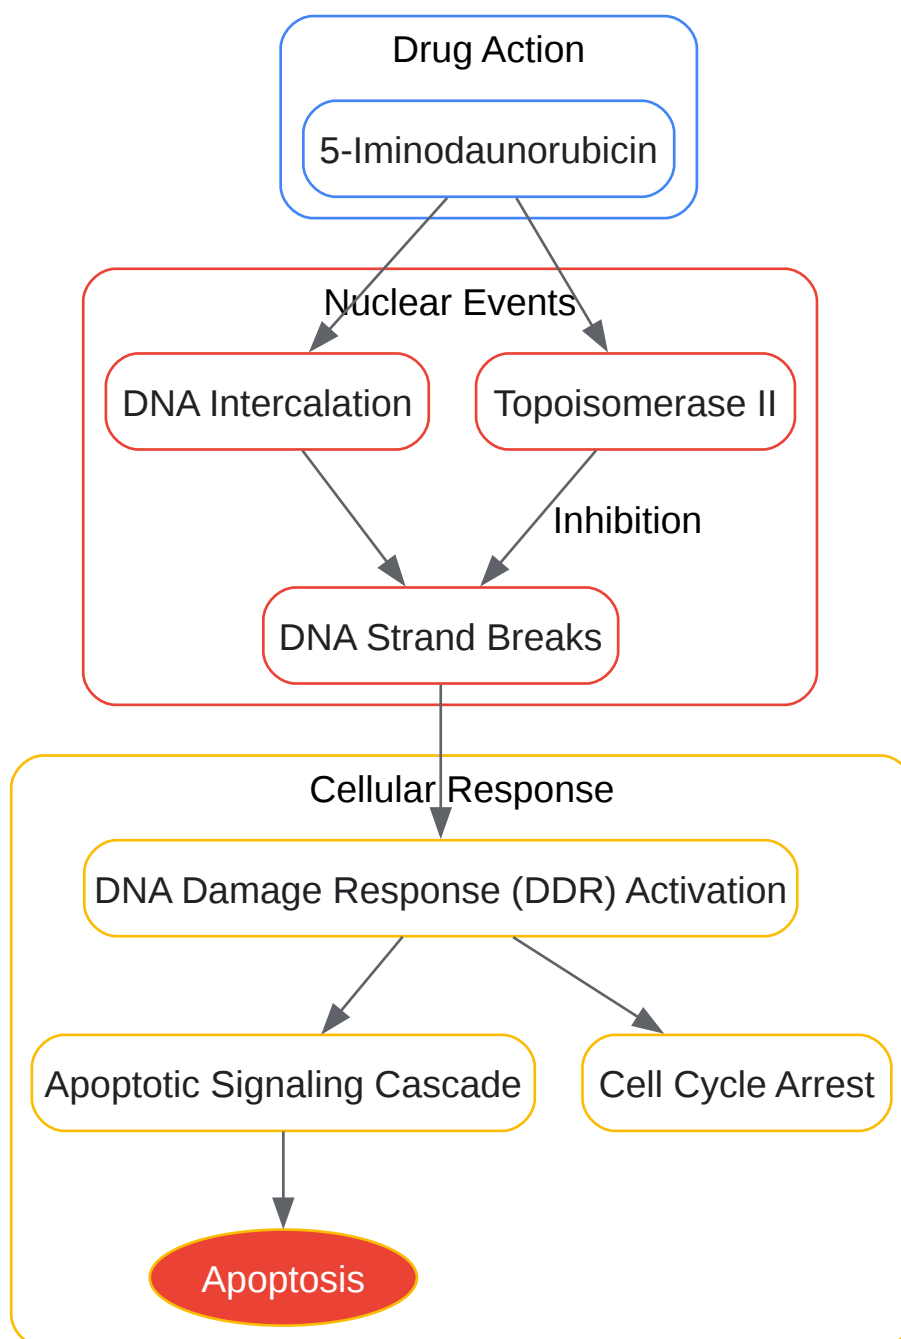 Drug Action
5-Iminodaunorubicin
Nuclear Events
DNA Intercalation
Topoisomerase II
Inhibition
DNA Strand Breaks
Cellular Response
DNA Damage Response (DDR) Activation
Apoptotic Signaling Cascade
Cell Cycle Arrest
Apoptosis